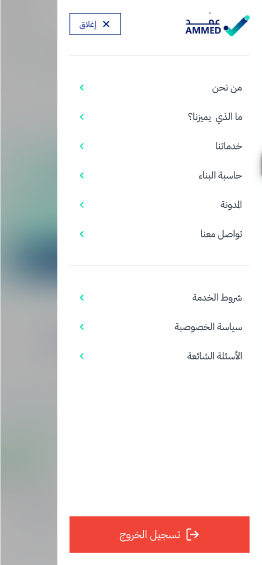 عمد
AMMED
إغلاق
من نحن
ما الذي يميزنا؟
خدماتنا
حاسبة البناء
المدونة
تواصل معنا
شروط الخدمة
سياسة الخصوصية
الأسئلة الشائعة
تسجيل الخروج